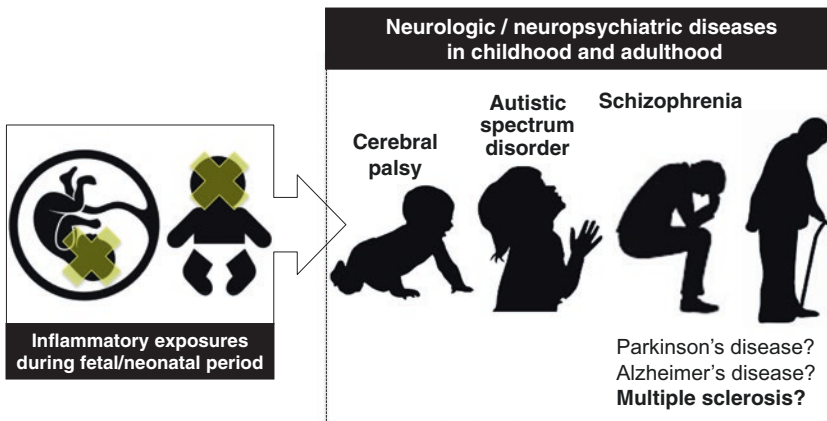 Neurologic / neuropsychiatric diseases
in childhood and adulthood
Cerebral
palsy
Autistic
spectrum
disorder
Schizophrenia
Inflammatory exposures
during fetal/neonatal period
Parkinson’s disease?
Alzheimer’s disease?
Multiple sclerosis?